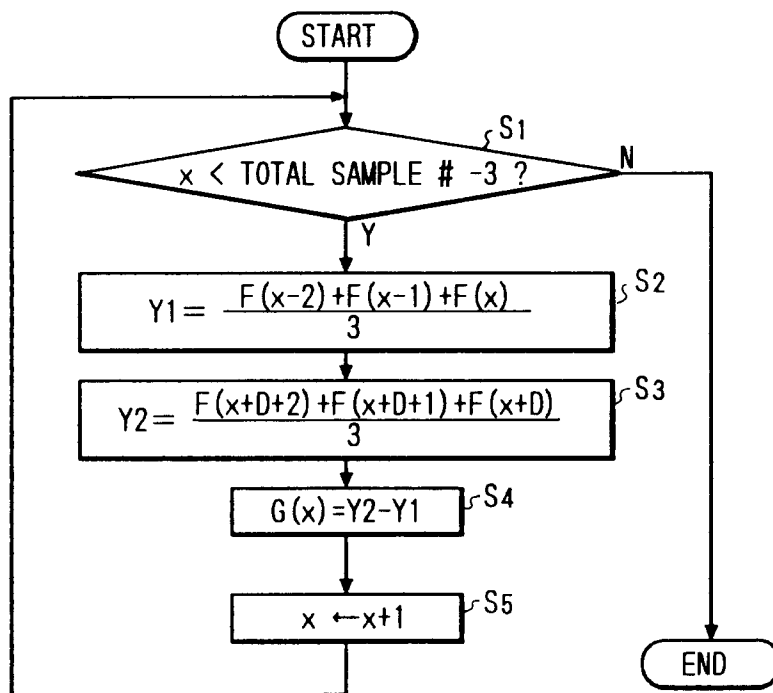 START
S1
x < TOTAL SAMPLE # -3 ?
N
Y
S2
Y1= F(x-2)+F(x-1)+F(x)
3
S3
Y2= F(x+D+2)+F(x+D+1)+F(x+D)
3
S4
G(x)=Y2-Y1
S5
x ←x+1
END